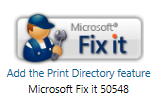 Microsoft®
Fix it
Add the Print Directory feature
Microsoft Fix it 50548